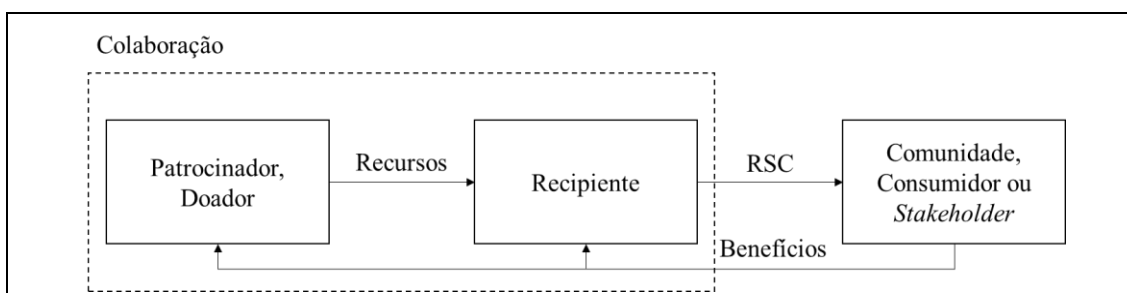 Colaboração
Patrocinador,
Doador
Recursos
Recipiente
RSC
Comunidade,
Consumidor ou
Stakeholder
Benefícios